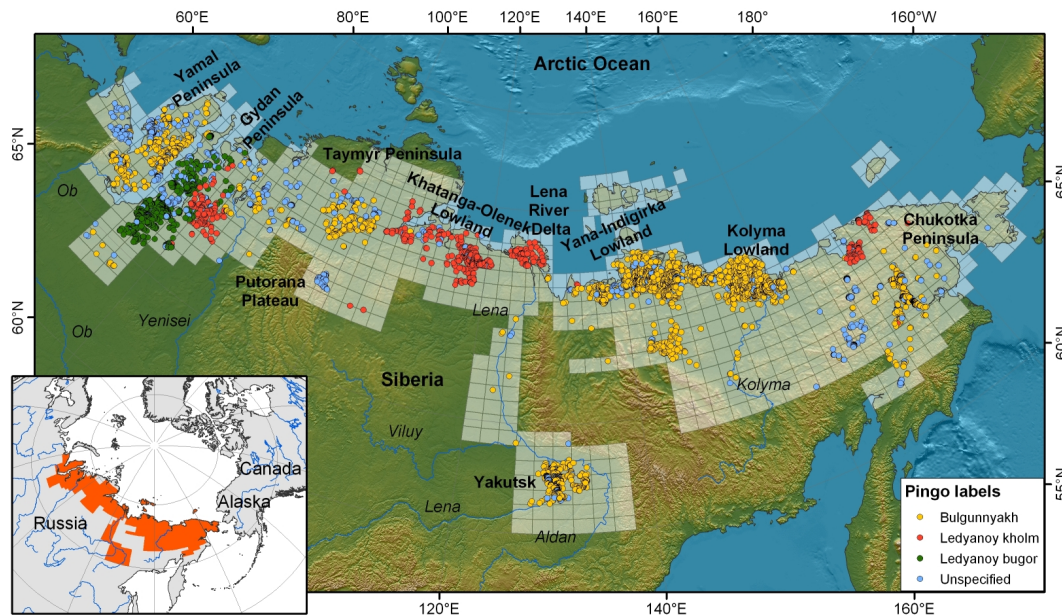 60°E
80°E
100°E
120°E
140°E
160°E
180°
160°W
Arctic Ocean
Yamal
Peninsula
Gydan
Peninsula
65°N
65°N
Taymyr Peninsula
Ob
Khatanga-Olenek
Lowland
Lena
River
Delta
Yana-Indigirka
Lowland
Kolyma
Lowland
Chukotka
Peninsula
Putorana
Plateau
60°N
Ob
Yenisei
Lena
60°N
Siberia
Kolyma
Viluy
Canada
Alaska
Russia
Yakutsk
Lena
Aldan
55°N
Pingo labels
Bulgunnyakh
Ledyanoy kholm
Ledyanoy bugor
Unspecified
120°E
140°E
160°E